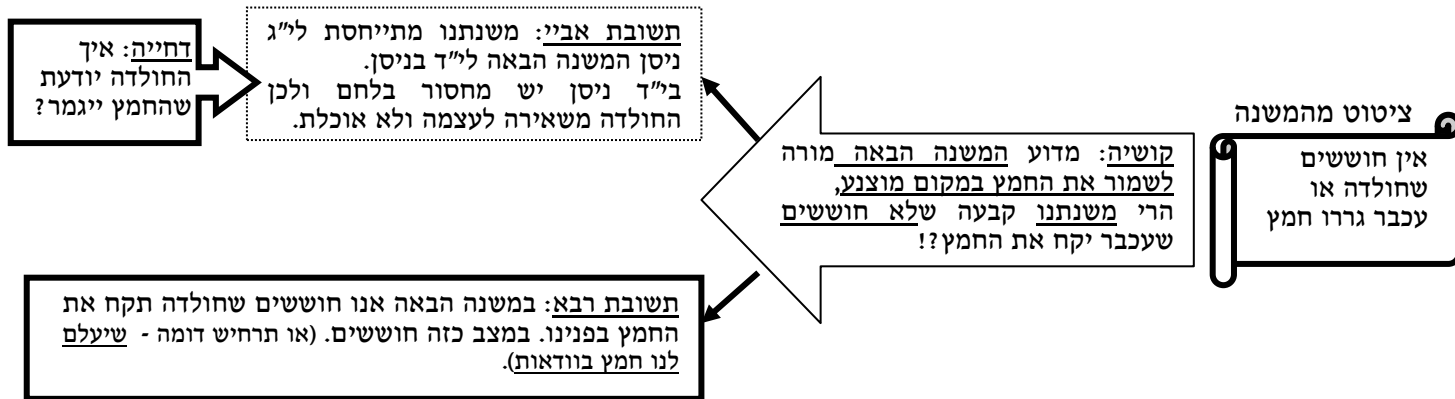 ציטוט מהמשנה
אין חוששים
שחולדה או
עכבר גררו חמץ
קושיה: מדוע המשנה הבאה מורה
לשמור את החמץ במקום מוצנע,
הרי משנתנו קבעה שלא חוששים
שעכבר יקח את החמץ?!
תשובת אביי: משנתנו מתייחסת לי"ג
ניסן המשנה הבאה לי"ד בניסן.
בי"ד ניסן יש מחסור בלחם ולכן
החולדה משאירה לעצמה ולא אוכלת.
דחייה: איך
החולדה יודעת
שהחמץ ייגמר?
תשובת רבא: במשנה הבאה אנו חוששים שחולדה תקח את
החמץ בפנינו. במצב כזה חוששים. (או תרחיש דומה - שיעלם
לנו חמץ בוודאות).